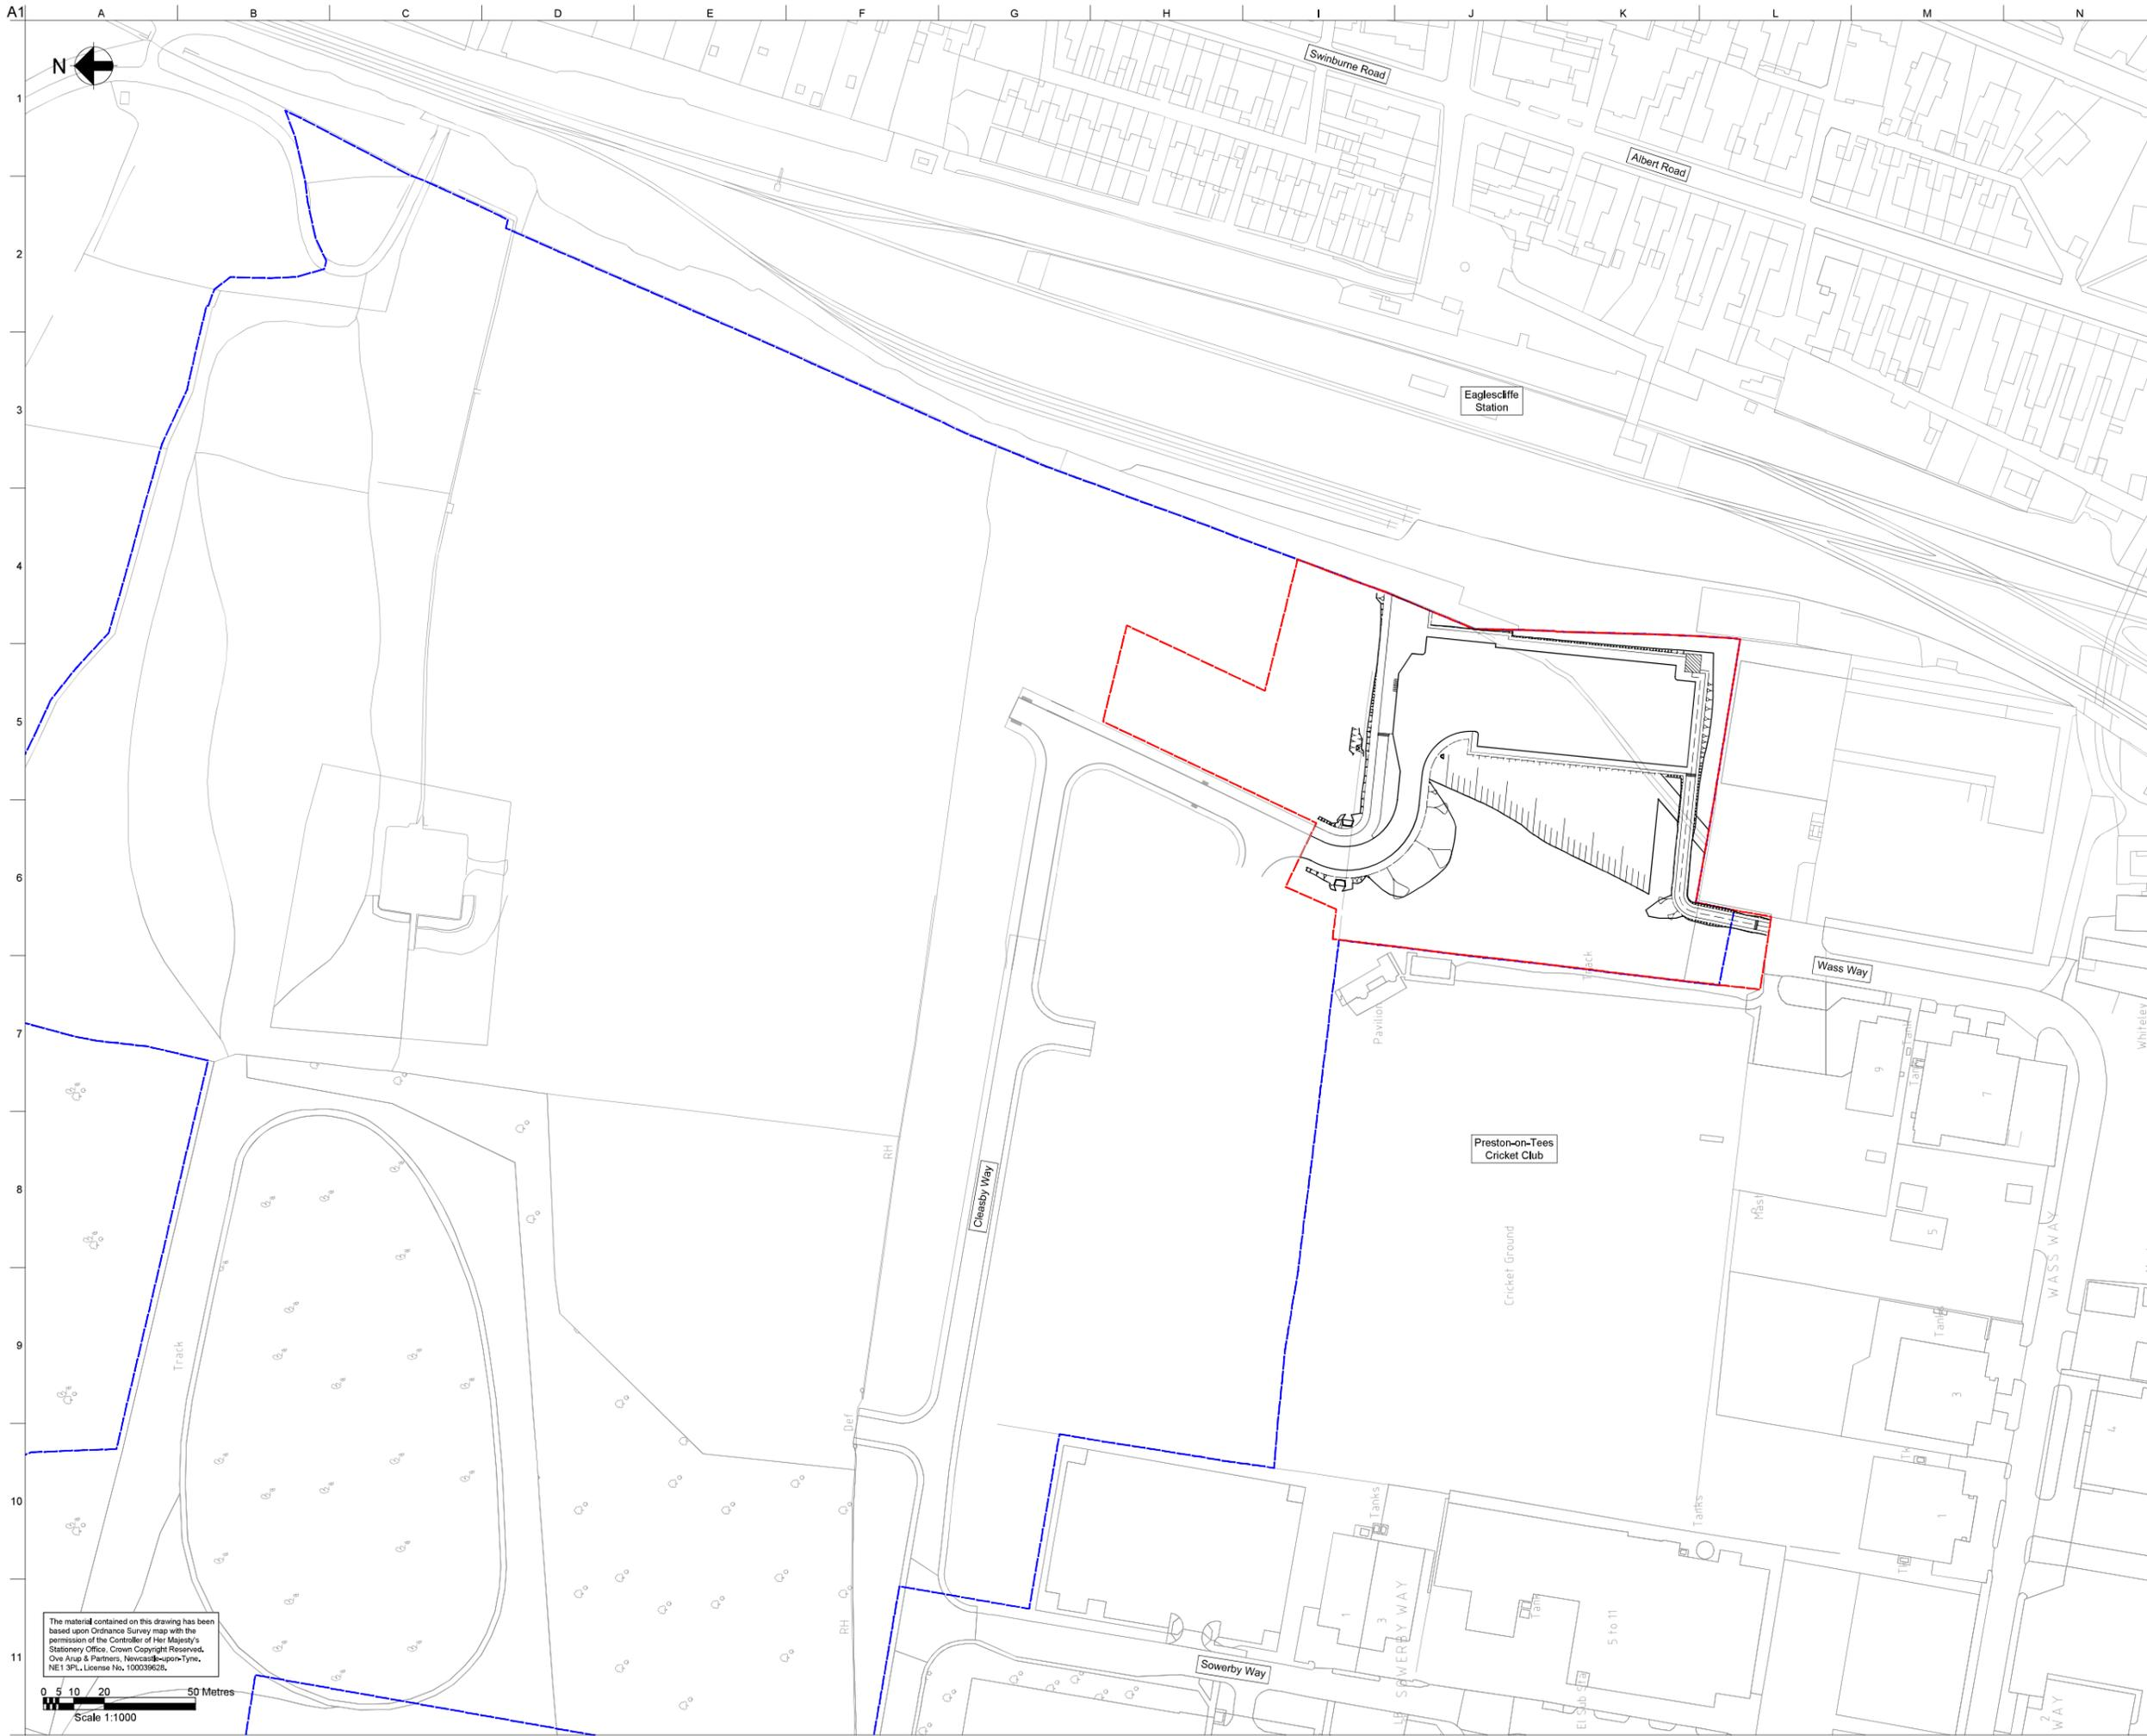 A1
A B C D E F G H I J K L M N
N
1
2
3
4
5
6
7
8
9
10
11
Swinburne Road
Albert Road
Eaglescliffe
Station
Wass Way
Track
Pavilion
Whiteley
Tank
Tank
9
7
Preston-on-Tees
Cricket Club
RH
Cleasby Way
Mast
5
WASS WAY
Cricket Ground
Tanks
Track
3
Def
4
Tanks
Tanks
1
RH
1
3
SOWERBY WAY
Tank
5 to 11
Sowerby Way
El Sub Sta
2
WAY
The material contained on this drawing has been
based upon Ordnance Survey map with the
permission of the Controller of Her Majesty's
Stationery Office. Crown Copyright Reserved.
Ove Arup & Partners, Newcastle-upon-Tyne.
NE1 3PL. License No. 100039628.
0 5 10 20 50 Metres
Scale 1:1000